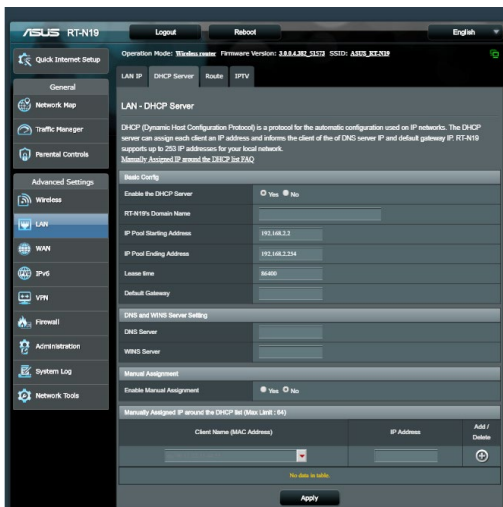 ASUS RT-N19
Logout
Reboot
English
Quick Internet Setup
General
Network Map
Traffic Manager
Parental Controls
Advanced Settings
Wireless
LAN
WAN
IPv6
VPN
Firewall
Administration
System Log
Network Tools
Operation Mode: Wireless router Firmware Version: 3.0.0.4.382_51573 SSID: ASUS_RT-N19
LAN IP
DHCP Server
Route
IPTV
LAN - DHCP Server
DHCP (Dynamic Host Configuration Protocol) is a protocol for the automatic configuration used on IP networks. The DHCP
server can assign each client an IP address and informs the client of the of DNS server IP and default gateway IP. RT-N19
supports up to 253 IP addresses for your local network.
Manually Assigned IP around the DHCP list FAQ
Basic Config
Enable the DHCP Server Yes No
RT-N19's Domain Name
IP Pool Starting Address 192.168.2.2
IP Pool Ending Address 192.168.2.254
Lease time 86400
Default Gateway
DNS and WINS Server Setting
DNS Server
WINS Server
Manual Assignment
Enable Manual Assignment Yes No
Manually Assigned IP around the DHCP list (Max Limit : 64)
Client Name (MAC Address) IP Address Add / Delete
No data in table.
Apply